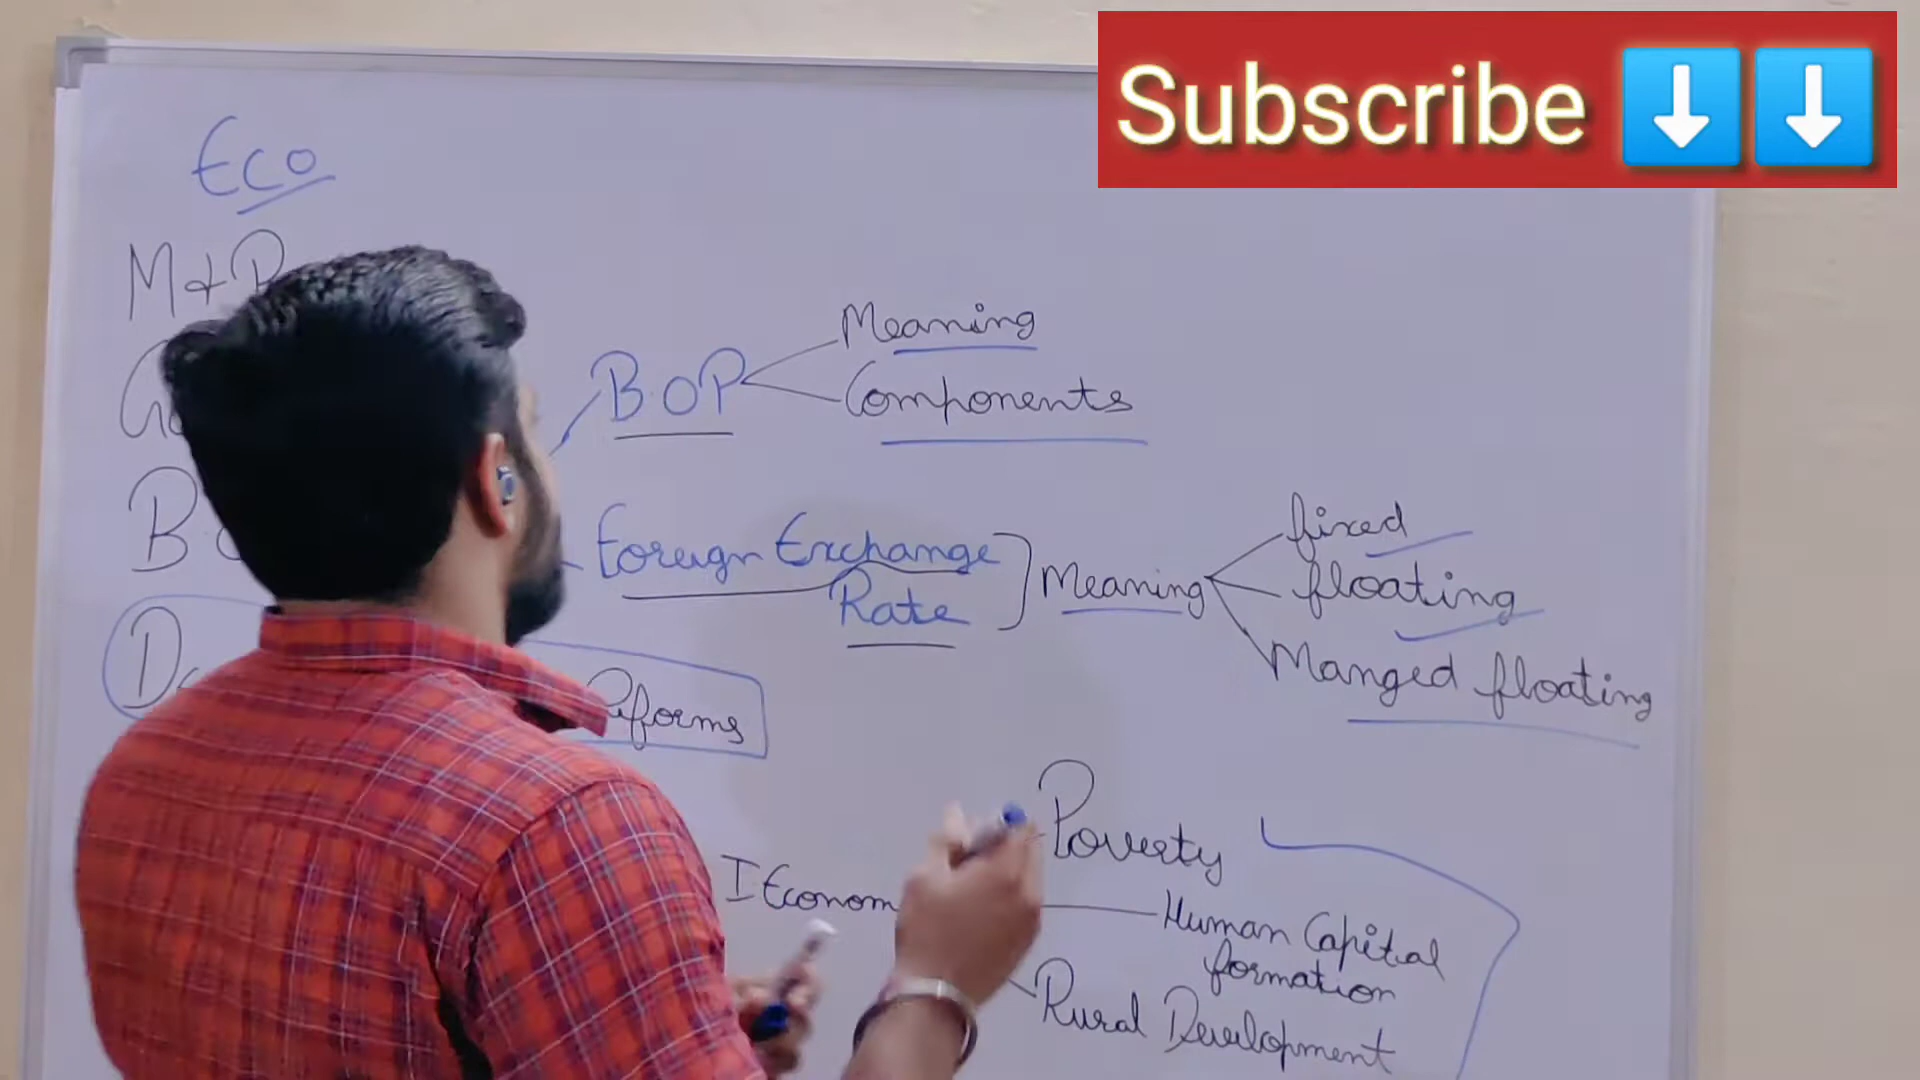 Subscribe ⬇️⬇️
Eco
M+P
Meaning
B.O.P
Components
B
fixed
Foreign Exchange
Rate
Meaning
floating
Manged floating
Reforms
Poverty
I Econom
Human Capital
formation
Rural Development